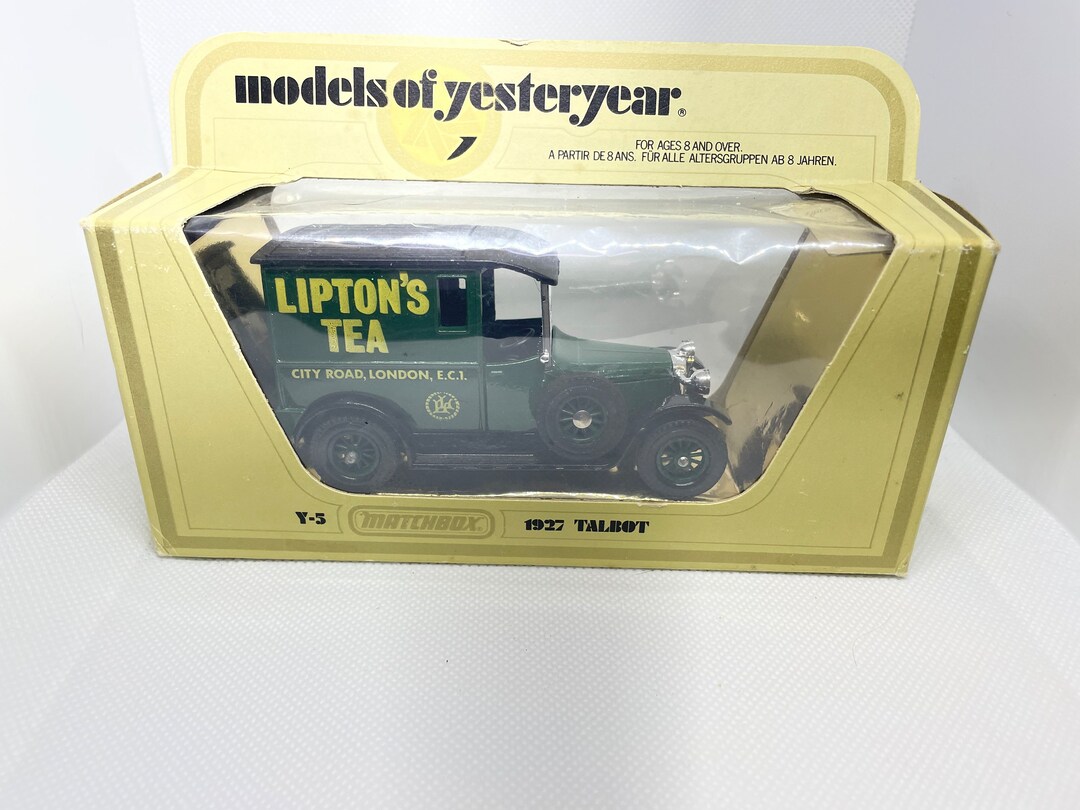 models of yesteryear®
FOR AGES 8 AND OVER.
A PARTIR DE 8 ANS. FÜR ALLE ALTERSGRUPPEN AB 8 JAHREN.
LIPTON'S
TEA
CITY ROAD, LONDON, E.C.1.
Y-5 MATCHBOX 1927 TALBOT